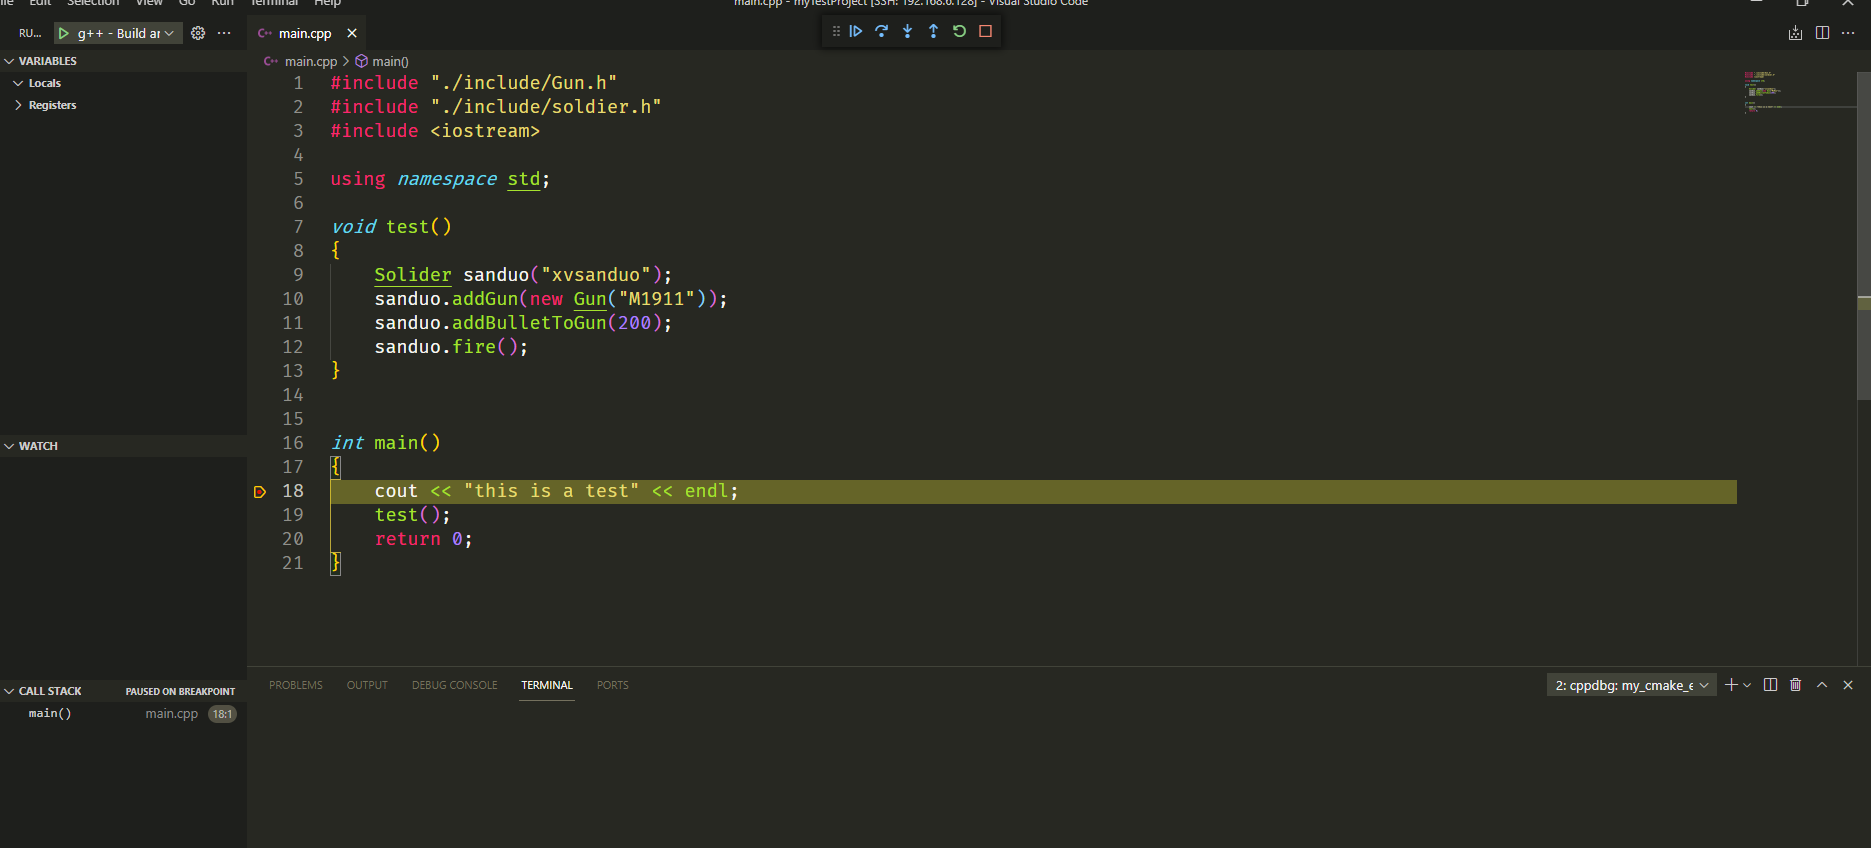 File Edit Selection View Go Run Terminal Help
main.cpp - myTestProject [SSH: 192.168.6.128] - Visual Studio Code
RU... g++ - Build ar
main.cpp
VARIABLES
Locals
Registers
WATCH
CALL STACK PAUSED ON BREAKPOINT
main() main.cpp 18:1
main.cpp > main()
1 #include "./include/Gun.h"
2 #include "./include/soldier.h"
3 #include <iostream>
4
5 using namespace std;
6
7 void test()
8 {
9 Solider sanduo("xvsanduo");
10 sanduo.addGun(new Gun("M1911"));
11 sanduo.addBulletToGun(200);
12 sanduo.fire();
13 }
14
15
16 int main()
17 {
18 cout << "this is a test" << endl;
19 test();
20 return 0;
21 }
PROBLEMS OUTPUT DEBUG CONSOLE TERMINAL PORTS
2: cppdbg: my_cmake_e